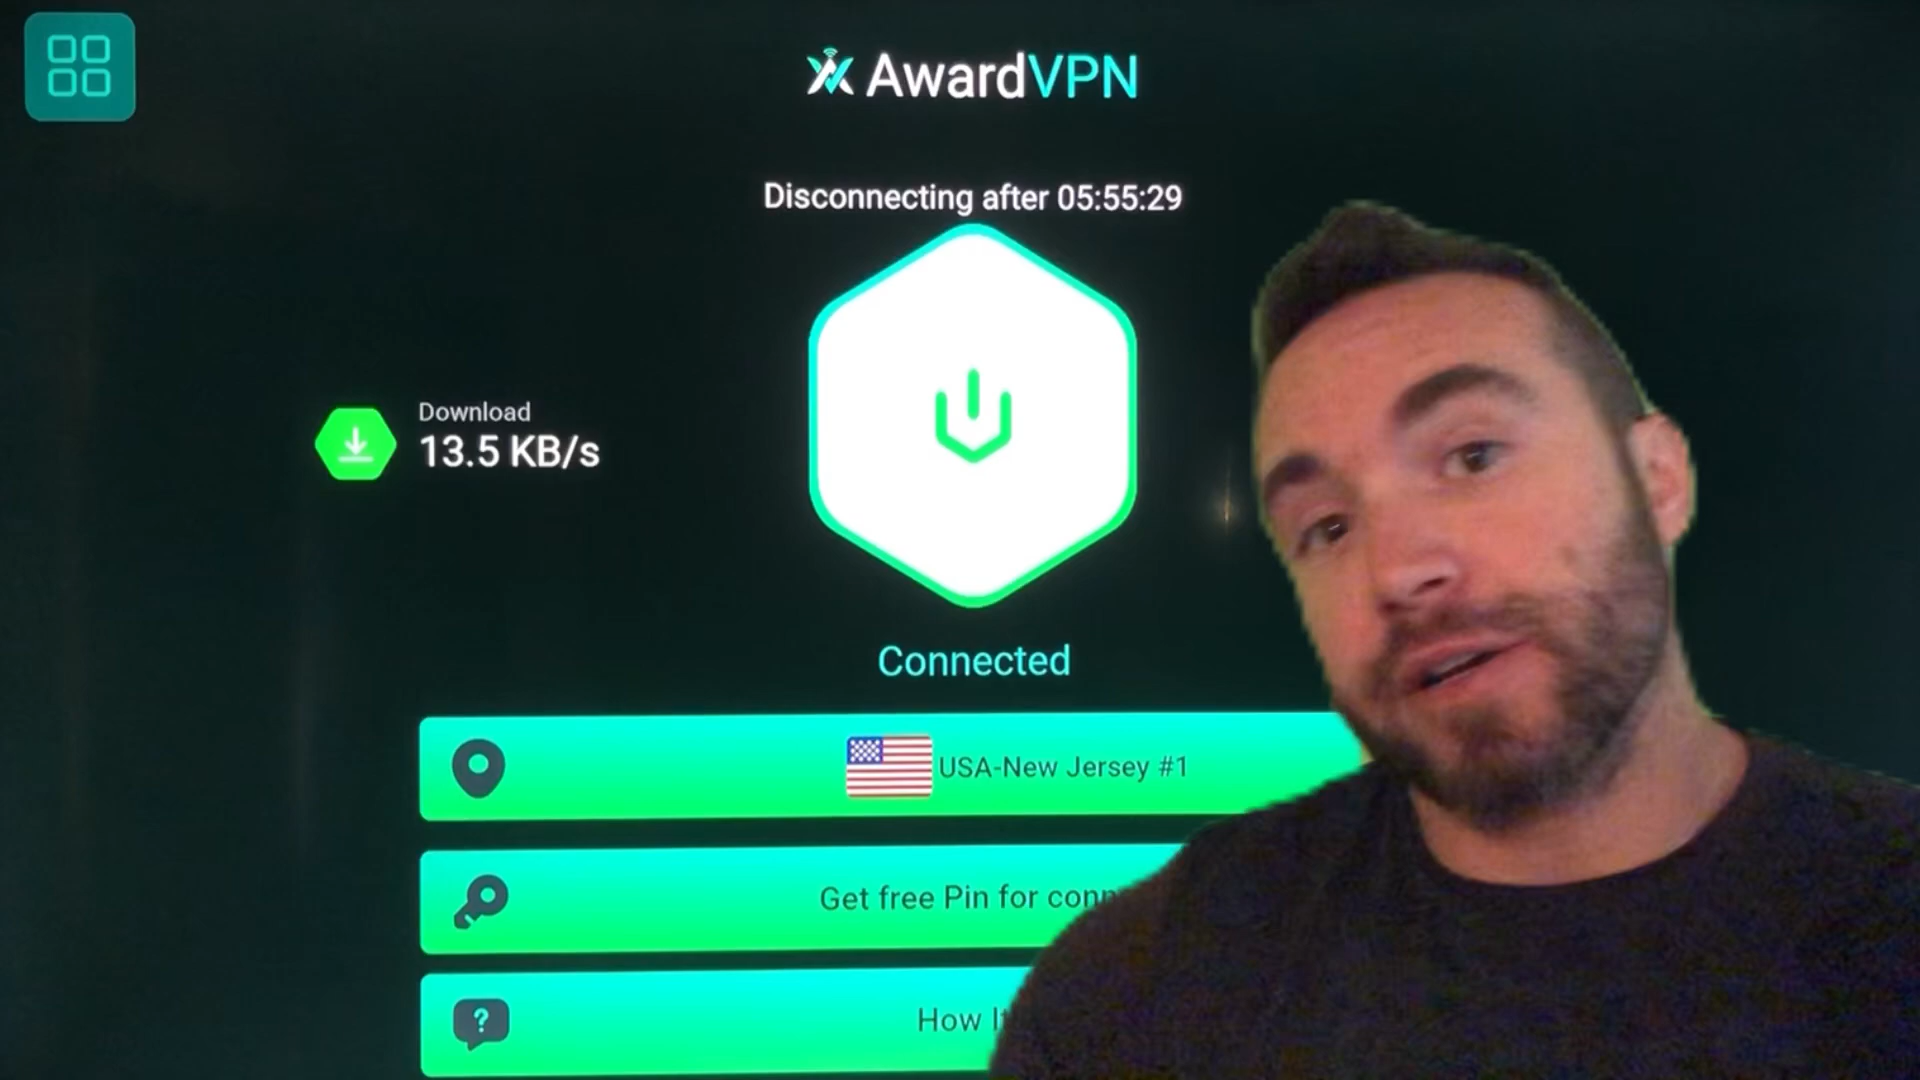 AwardVPN
Disconnecting after 05:55:29
Download
13.5 KB/s
Connected
USA-New Jersey #1
Get free Pin for
How
?